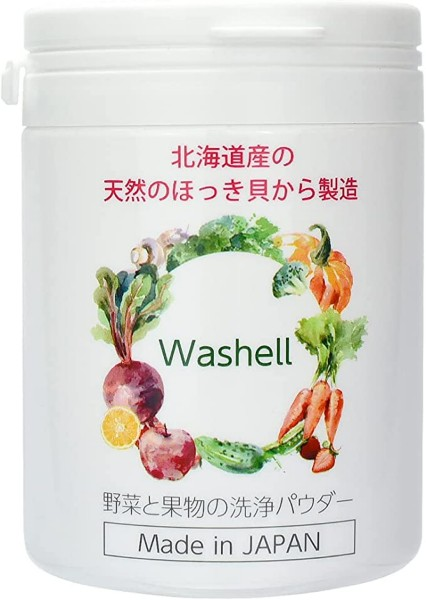 北海道産の
天然のほっき貝から製造
Washell
野菜と果物の洗浄パウダー
Made in JAPAN